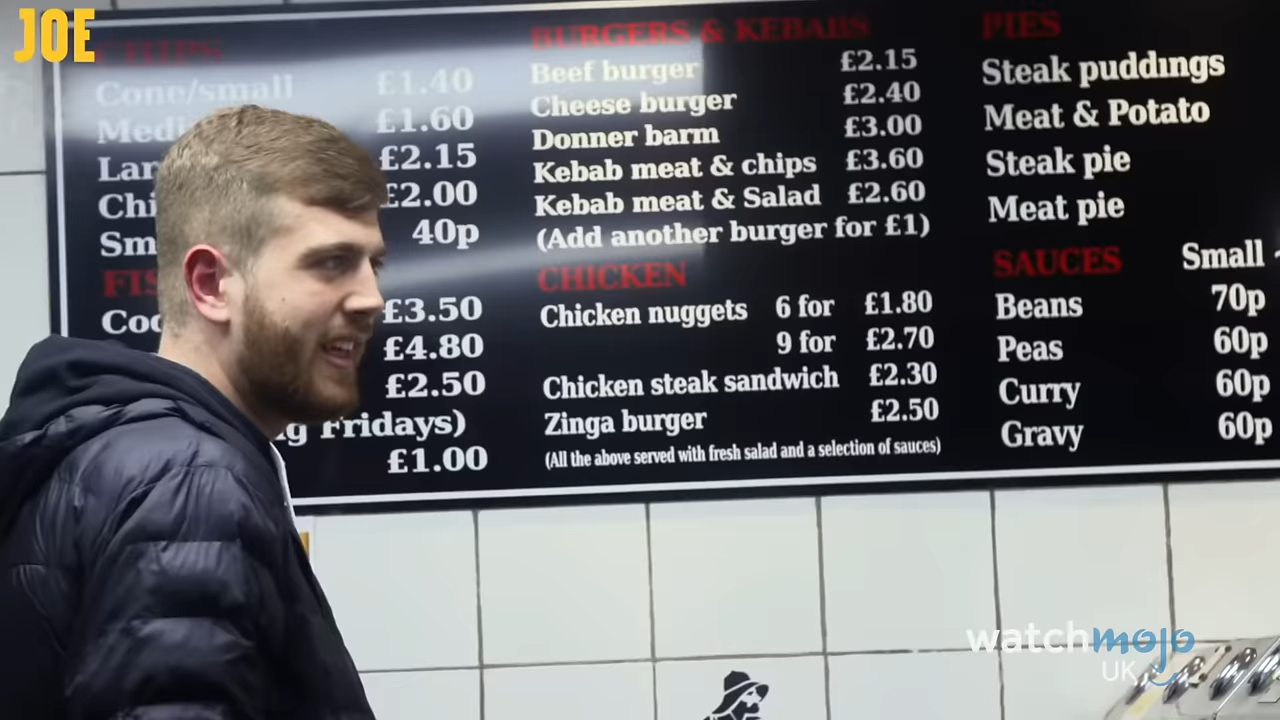 JOE
CHIPS
Cone/small £1.40
£1.60
£2.15
£2.00
40p
£3.50
£4.80
£2.50
Fridays)
£1.00
BURGERS & KEBABS
Beef burger £2.15
Cheese burger £2.40
Donner barm £3.00
Kebab meat & chips £3.60
Kebab meat & Salad £2.60
(Add another burger for £1)
CHICKEN
Chicken nuggets 6 for £1.80
9 for £2.70
Chicken steak sandwich £2.30
Zinga burger £2.50
(All the above served with fresh salad and a selection of sauces)
PIES
Steak puddings
Meat & Potato
Steak pie
Meat pie
SAUCES Small
Beans 70p
Peas 60p
Curry 60p
Gravy 60p
watchmojo
UK